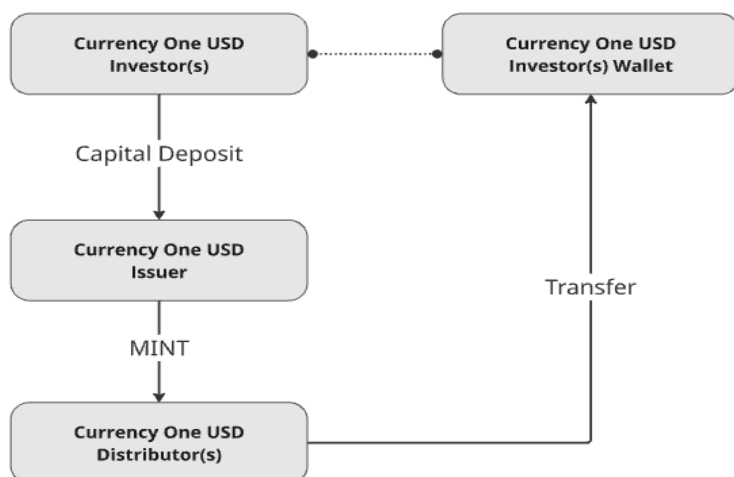 Currency One USD
Investor(s)
Currency One USD
Investor(s) Wallet
Capital Deposit
Currency One USD
Issuer
Transfer
MINT
Currency One USD
Distributor(s)